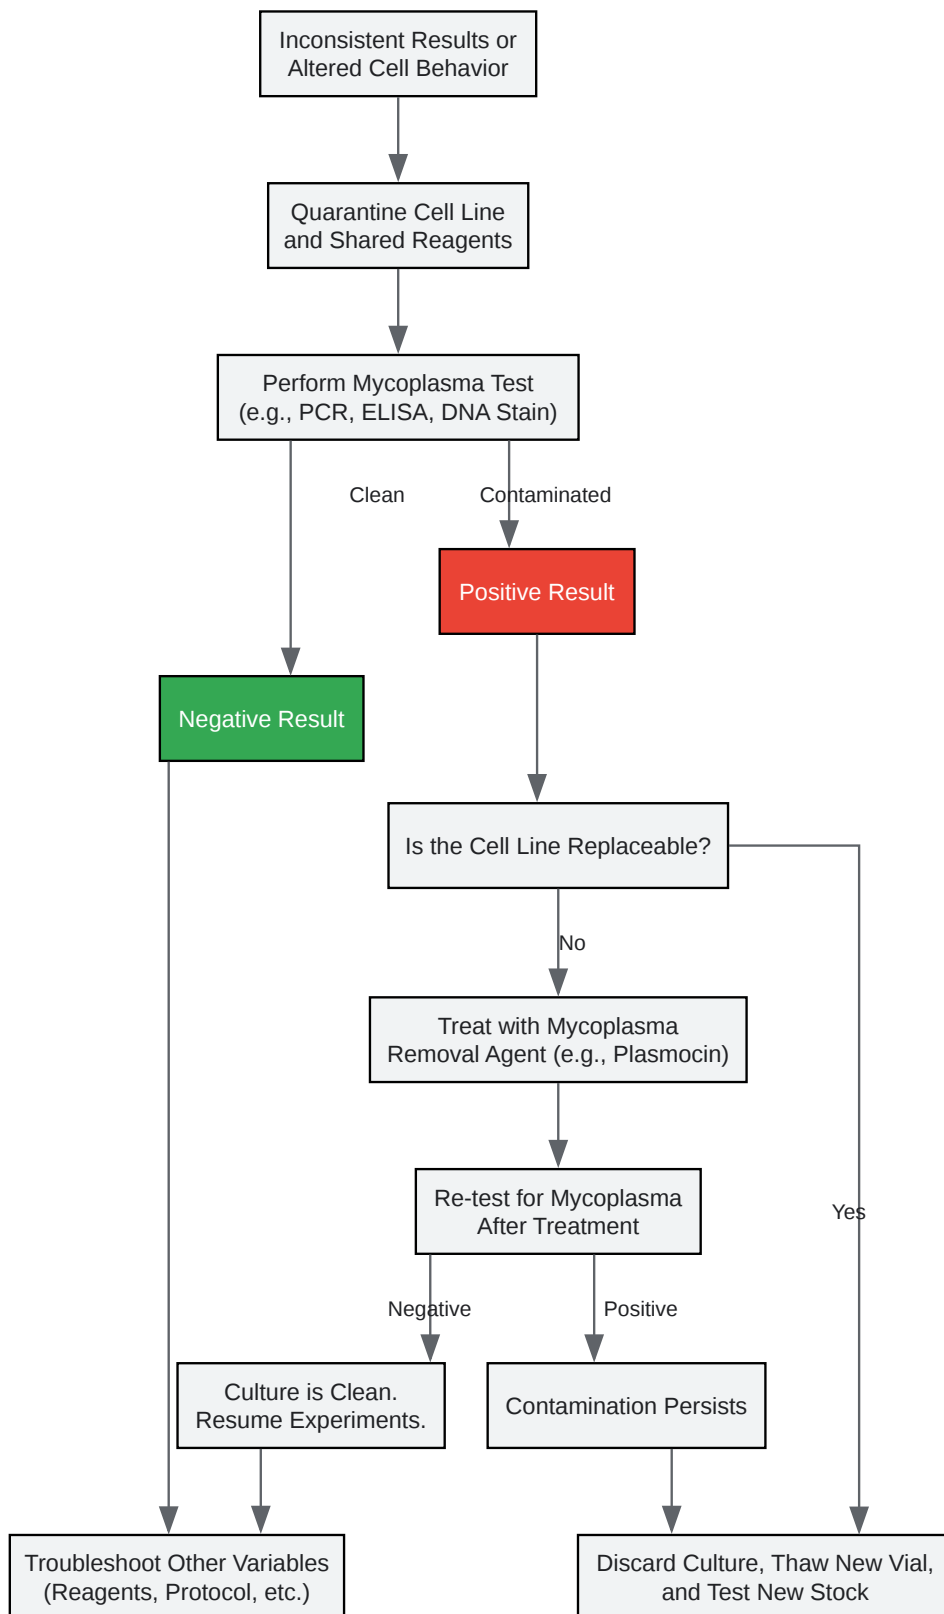 Inconsistent Results or
Altered Cell Behavior
Quarantine Cell Line
and Shared Reagents
Perform Mycoplasma Test
(e.g., PCR, ELISA, DNA Stain)
Clean
Contaminated
Positive Result
Negative Result
Is the Cell Line Replaceable?
No
Treat with Mycoplasma
Removal Agent (e.g., Plasmocin)
Re-test for Mycoplasma
After Treatment
Yes
Negative
Positive
Culture is Clean.
Resume Experiments.
Contamination Persists
Troubleshoot Other Variables
(Reagents, Protocol, etc.)
Discard Culture, Thaw New Vial,
and Test New Stock